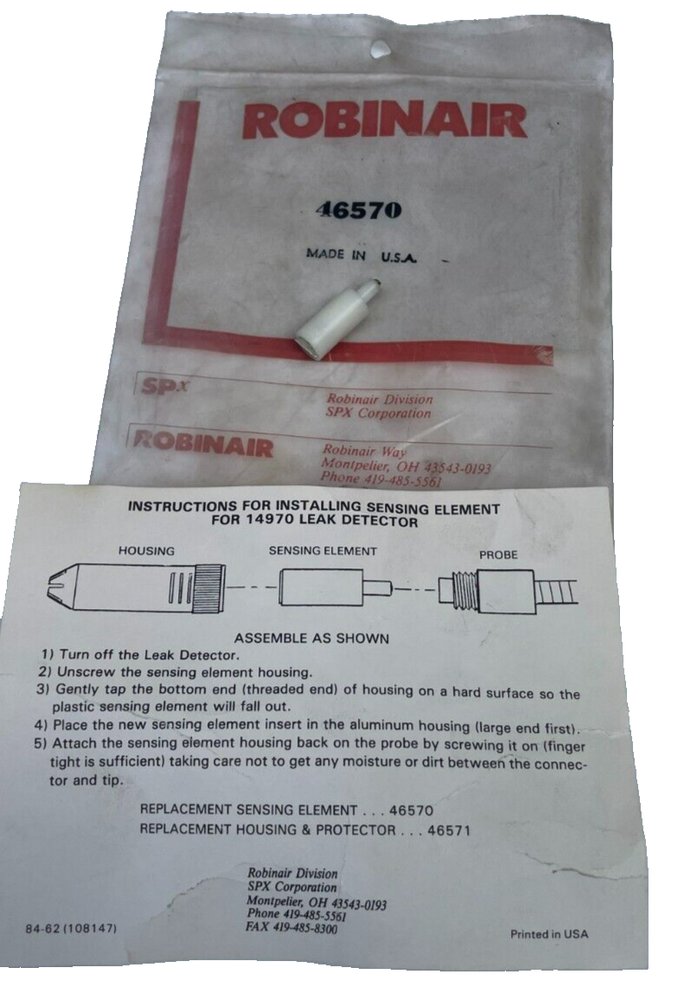 ROBINAIR
46570
MADE IN U.S.A.
SPX
Robinair Division
SPX Corporation
ROBINAIR
Robinair Way
Montpelier, OH 43543-0193
Phone 419-485-5561
INSTRUCTIONS FOR INSTALLING SENSING ELEMENT
FOR 14970 LEAK DETECTOR
HOUSING SENSING ELEMENT PROBE
ASSEMBLE AS SHOWN
1) Turn off the Leak Detector.
2) Unscrew the sensing element housing.
3) Gently tap the bottom end (threaded end) of housing on a hard surface so the
plastic sensing element will fall out.
4) Place the new sensing element insert in the aluminum housing (large end first).
5) Attach the sensing element housing back on the probe by screwing it on (finger
tight is sufficient) taking care not to get any moisture or dirt between the connec-
tor and tip.
REPLACEMENT SENSING ELEMENT . . . 46570
REPLACEMENT HOUSING & PROTECTOR . . . 46571
Robinair Division
SPX Corporation
Montpelier, OH 43543-0193
Phone 419-485-5561
FAX 419-485-8300
84-62 (108147)
Printed in USA